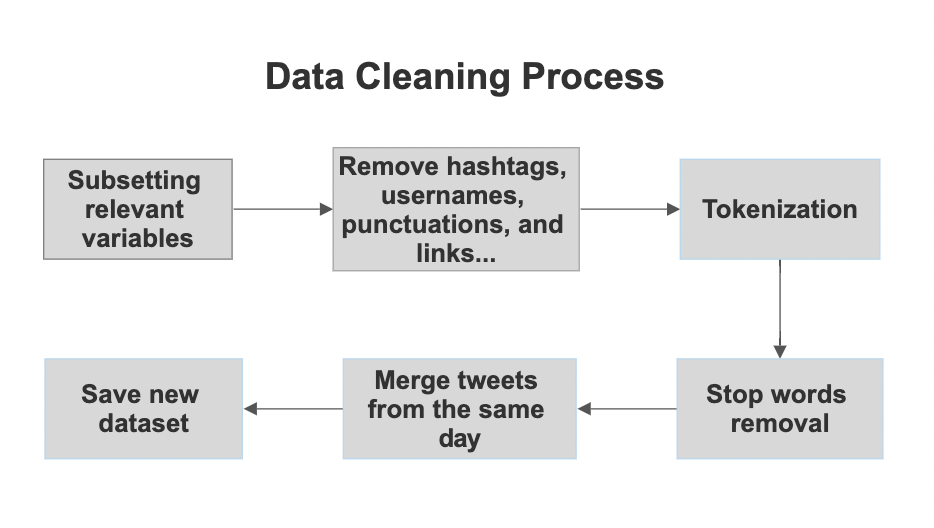 Data Cleaning Process
Subsetting
relevant
variables
Remove hashtags,
usernames,
punctuations, and
links...
Tokenization
Stop words
removal
Merge tweets
from the same
day
Save new
dataset